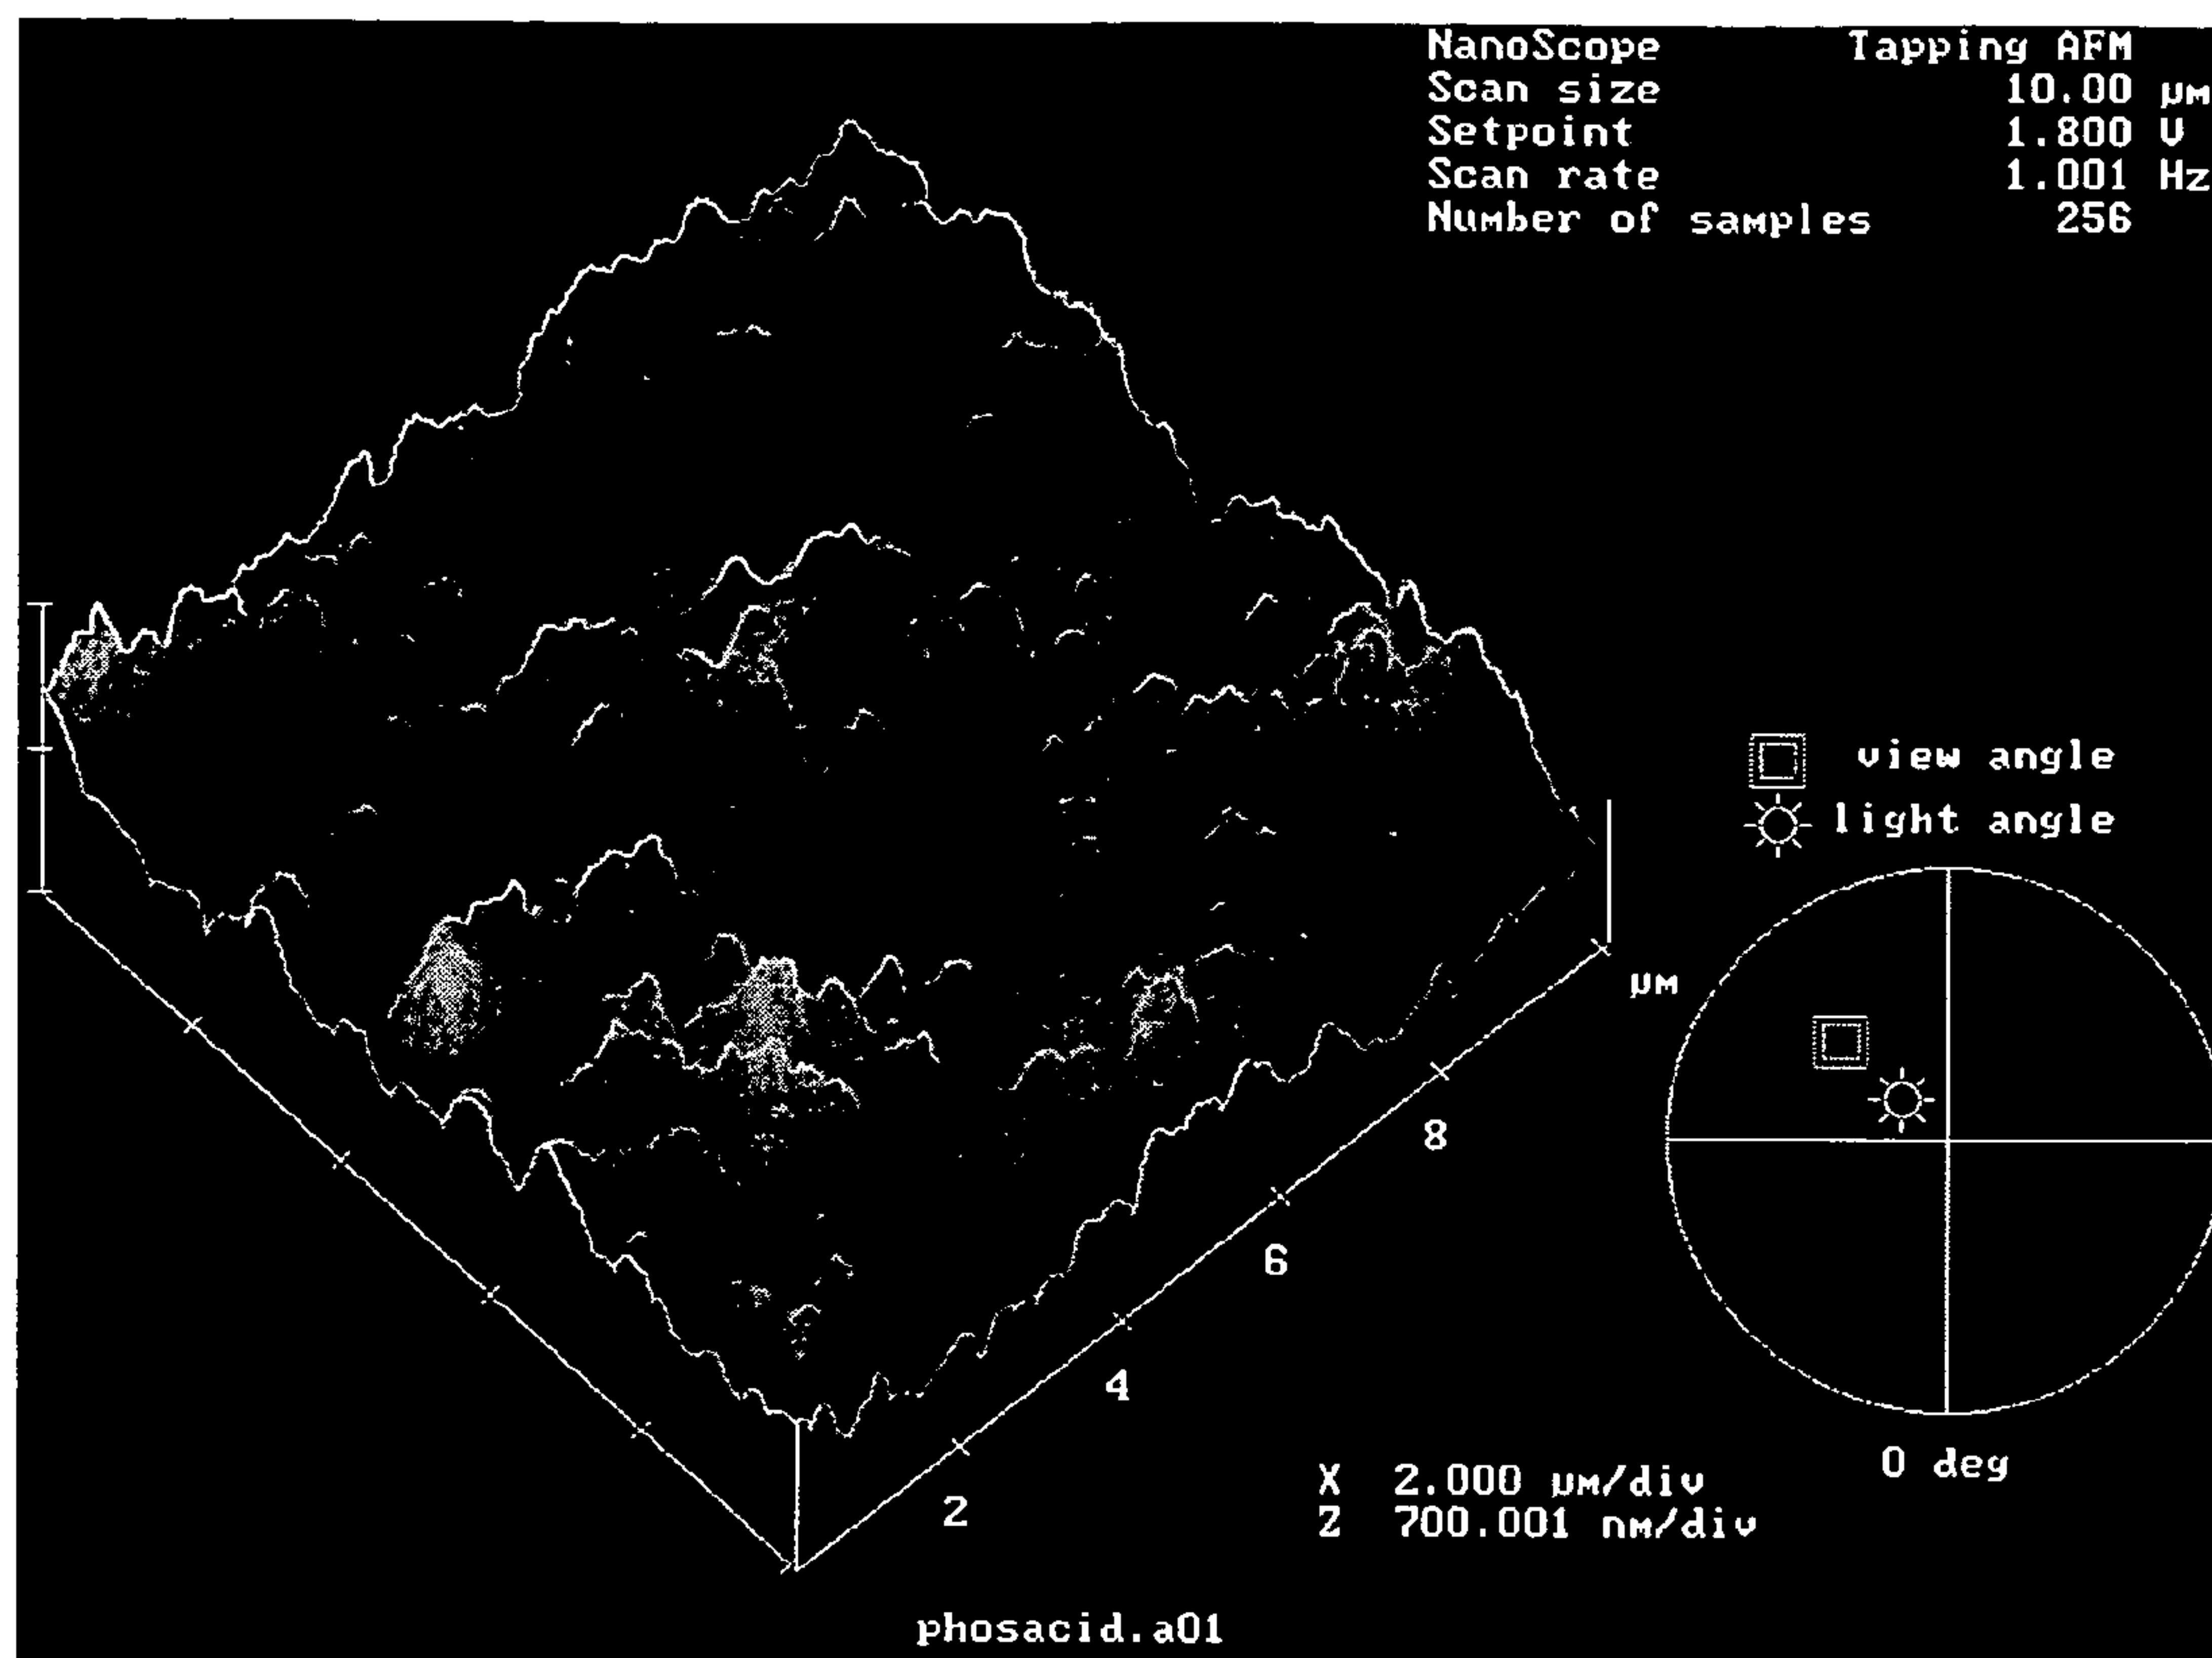 NanoScope Tapping AFM
Scan size 10.00 µm
Setpoint 1.800 V
Scan rate 1.001 Hz
Number of samples 256
view angle
light angle
µm
8
6
4
2
0 deg
X 2.000 µm/div
Z 700.001 nm/div
phosacid.a01